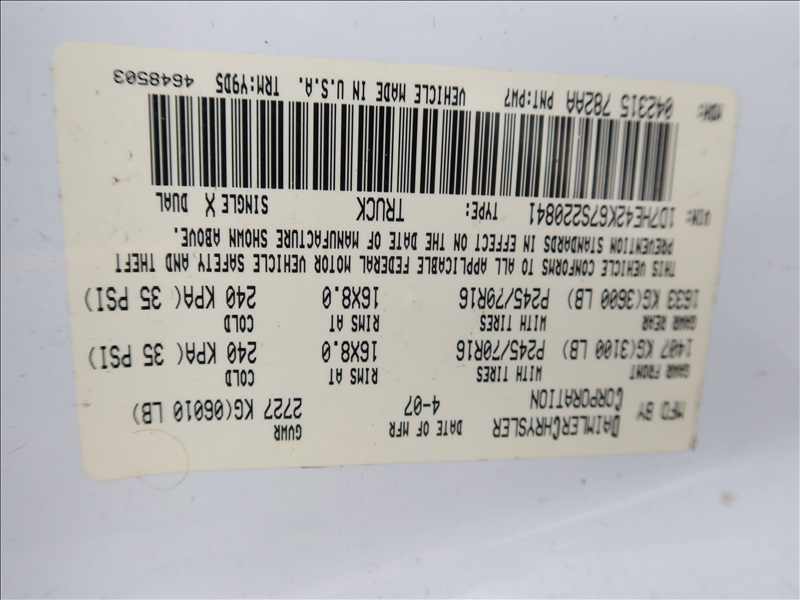 MFD BY DAIMLERCHRYSLER CORPORATION DATE OF MFR 4-07 GVWR 2727 KG(06010 LB)
GAWR FRONT WITH TIRES RIMS AT COLD
1407 KG(3100 LB) P245/70R16 16X8.0 240 KPA(35 PSI)
GAWR REAR WITH TIRES RIMS AT COLD
1633 KG(3600 LB) P245/70R16 16X8.0 240 KPA(35 PSI)
THIS VEHICLE CONFORMS TO ALL APPLICABLE FEDERAL MOTOR VEHICLE SAFETY AND THEFT
PREVENTION STANDARDS IN EFFECT ON THE DATE OF MANUFACTURE SHOWN ABOVE.
VIN: 1D7HE42K67S220841 TYPE: TRUCK SINGLE X DUAL
MDH: 042315 782AA PNT:PW7 VEHICLE MADE IN U.S.A. TRM:Y9D5 4648503